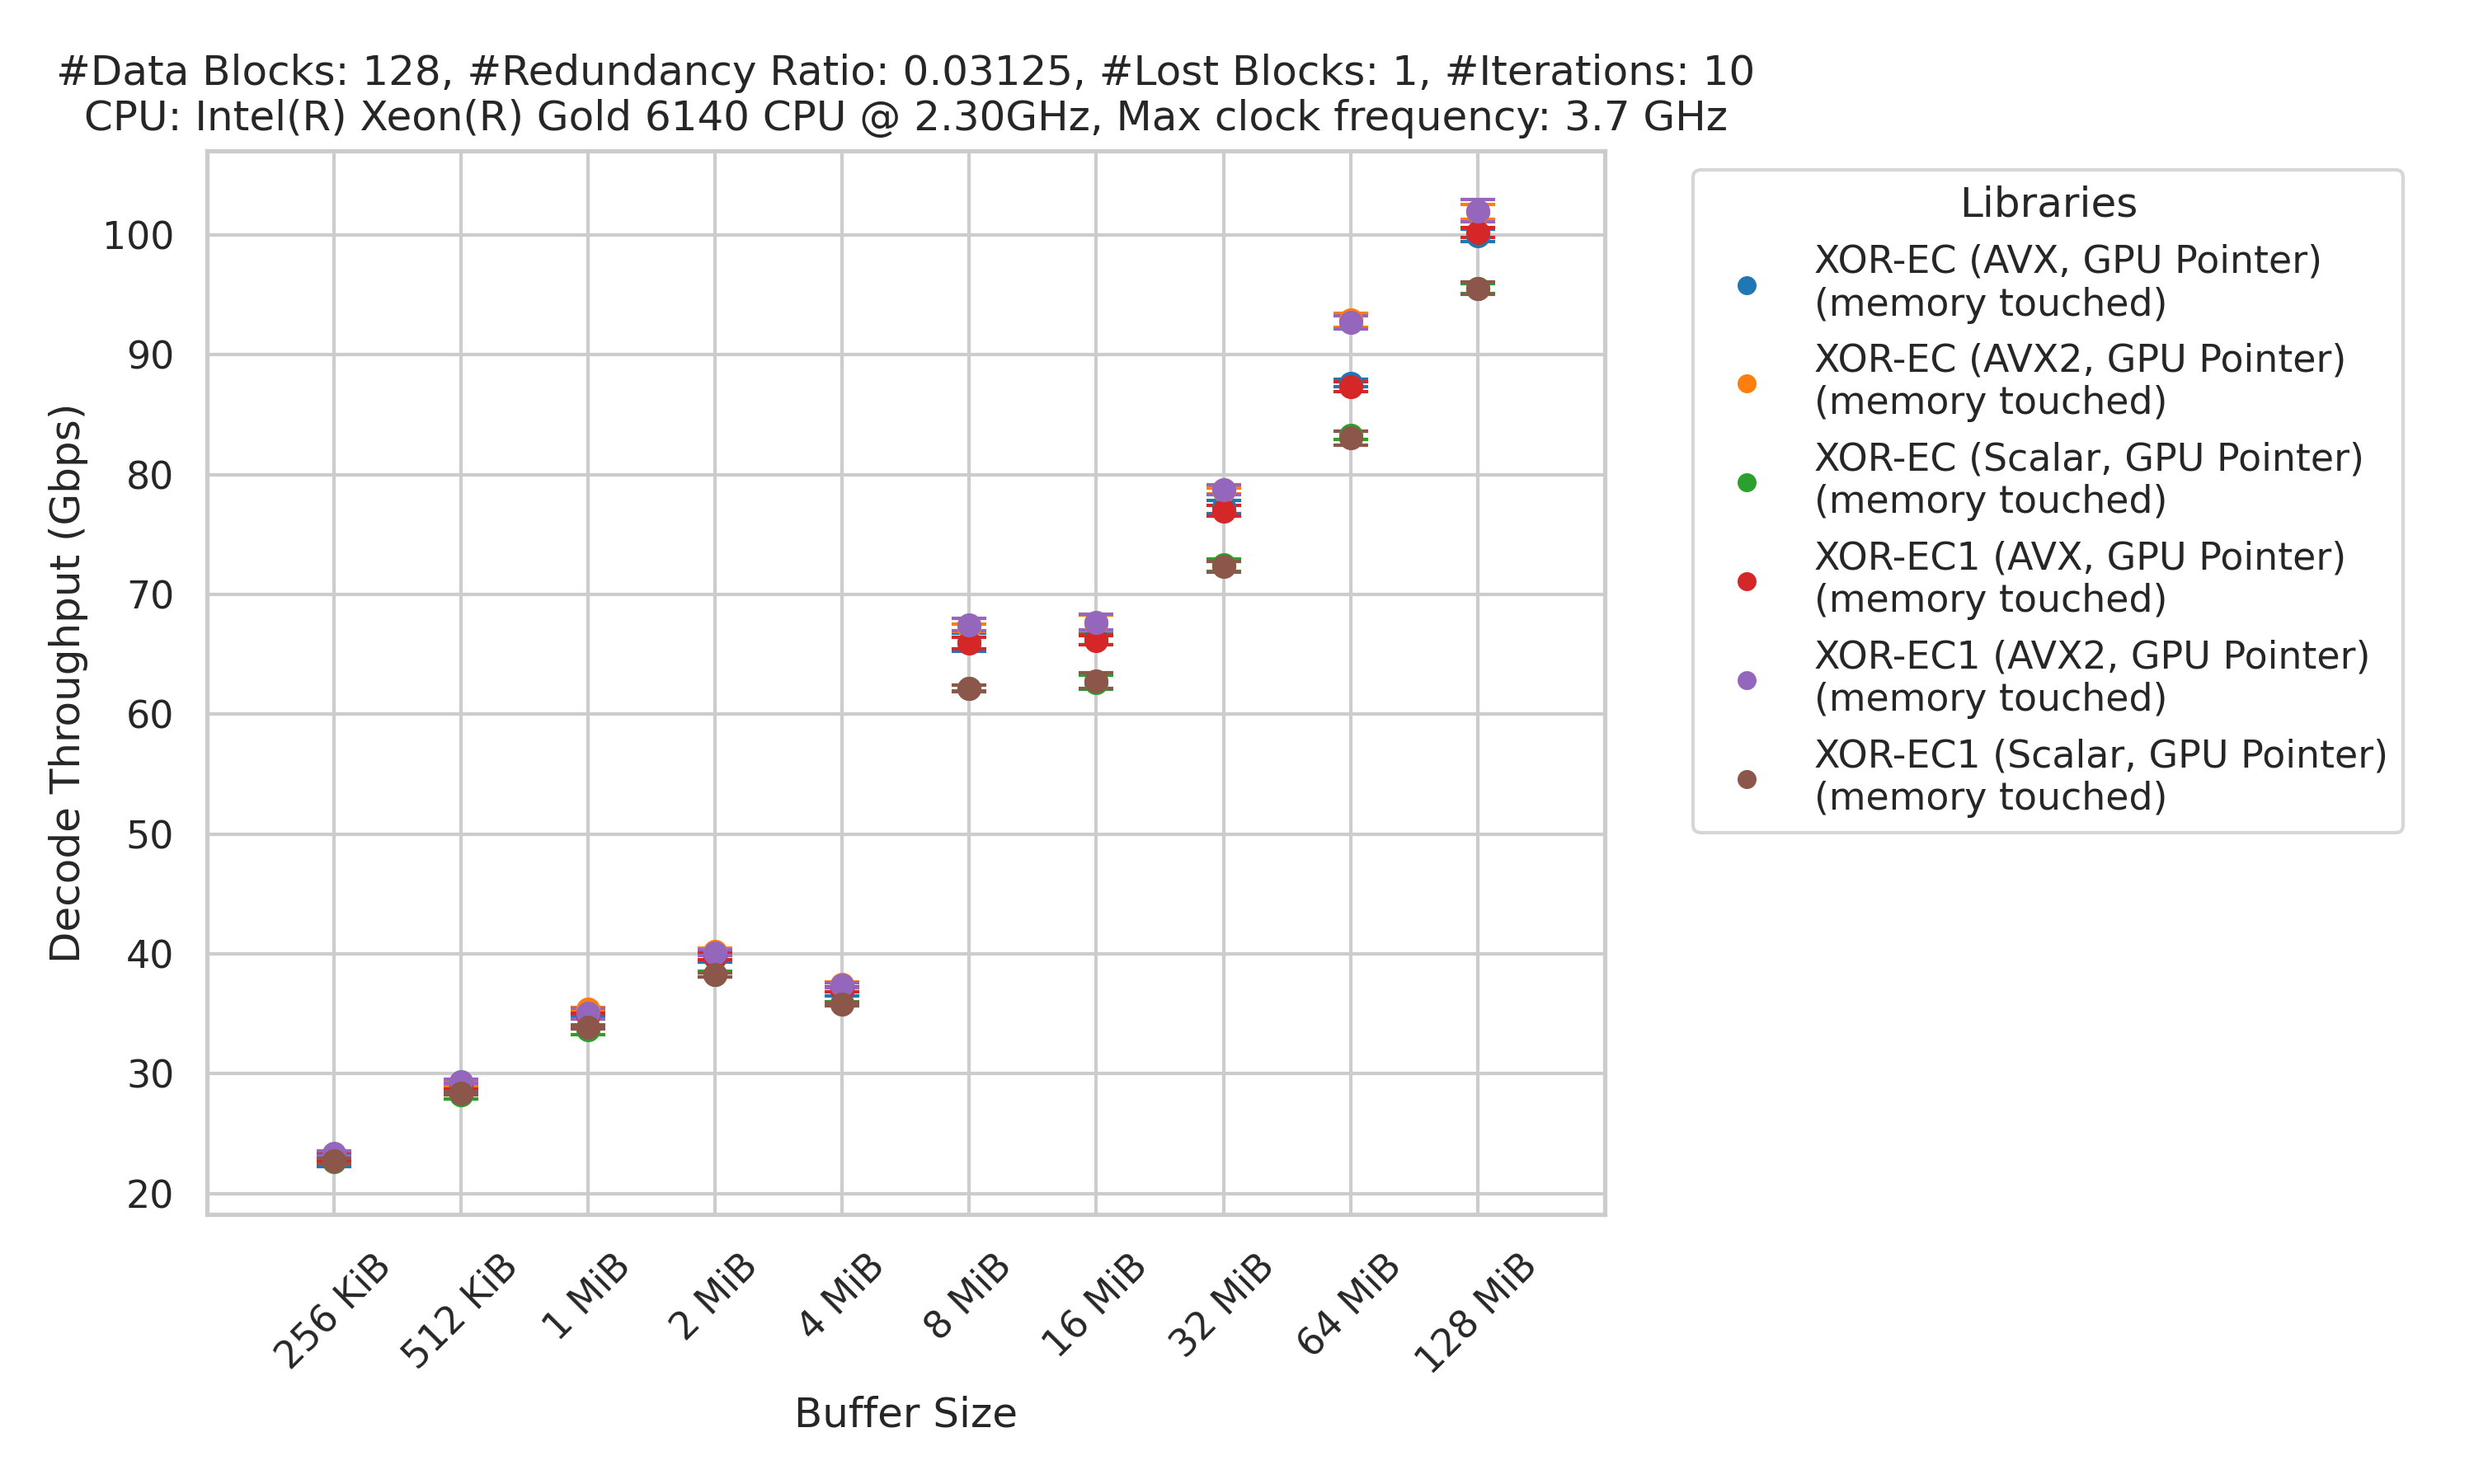 #Data Blocks: 128, #Redundancy Ratio: 0.03125, #Lost Blocks: 1, #Iterations: 10
CPU: Intel(R) Xeon(R) Gold 6140 CPU @ 2.30GHz, Max clock frequency: 3.7 GHz
Decode Throughput (Gbps)
100
90
80
70
60
50
40
30
20
256 KiB
512 KiB
1 MiB
2 MiB
4 MiB
8 MiB
16 MiB
32 MiB
64 MiB
128 MiB
Buffer Size
Libraries
XOR-EC (AVX, GPU Pointer)
(memory touched)
XOR-EC (AVX2, GPU Pointer)
(memory touched)
XOR-EC (Scalar, GPU Pointer)
(memory touched)
XOR-EC1 (AVX, GPU Pointer)
(memory touched)
XOR-EC1 (AVX2, GPU Pointer)
(memory touched)
XOR-EC1 (Scalar, GPU Pointer)
(memory touched)